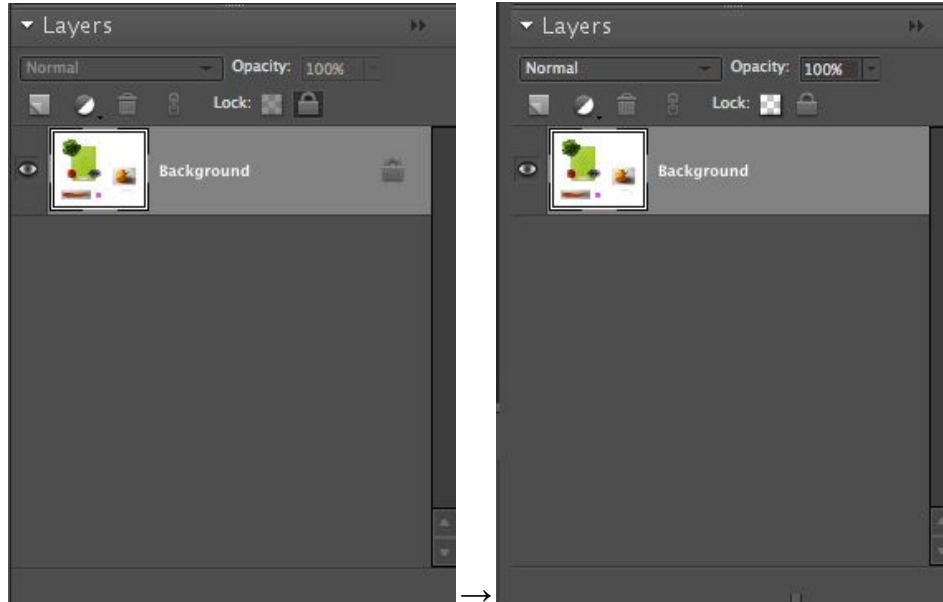 Layers
Normal Opacity: 100%
Lock:
Background
→
Layers
Normal Opacity: 100%
Lock:
Background